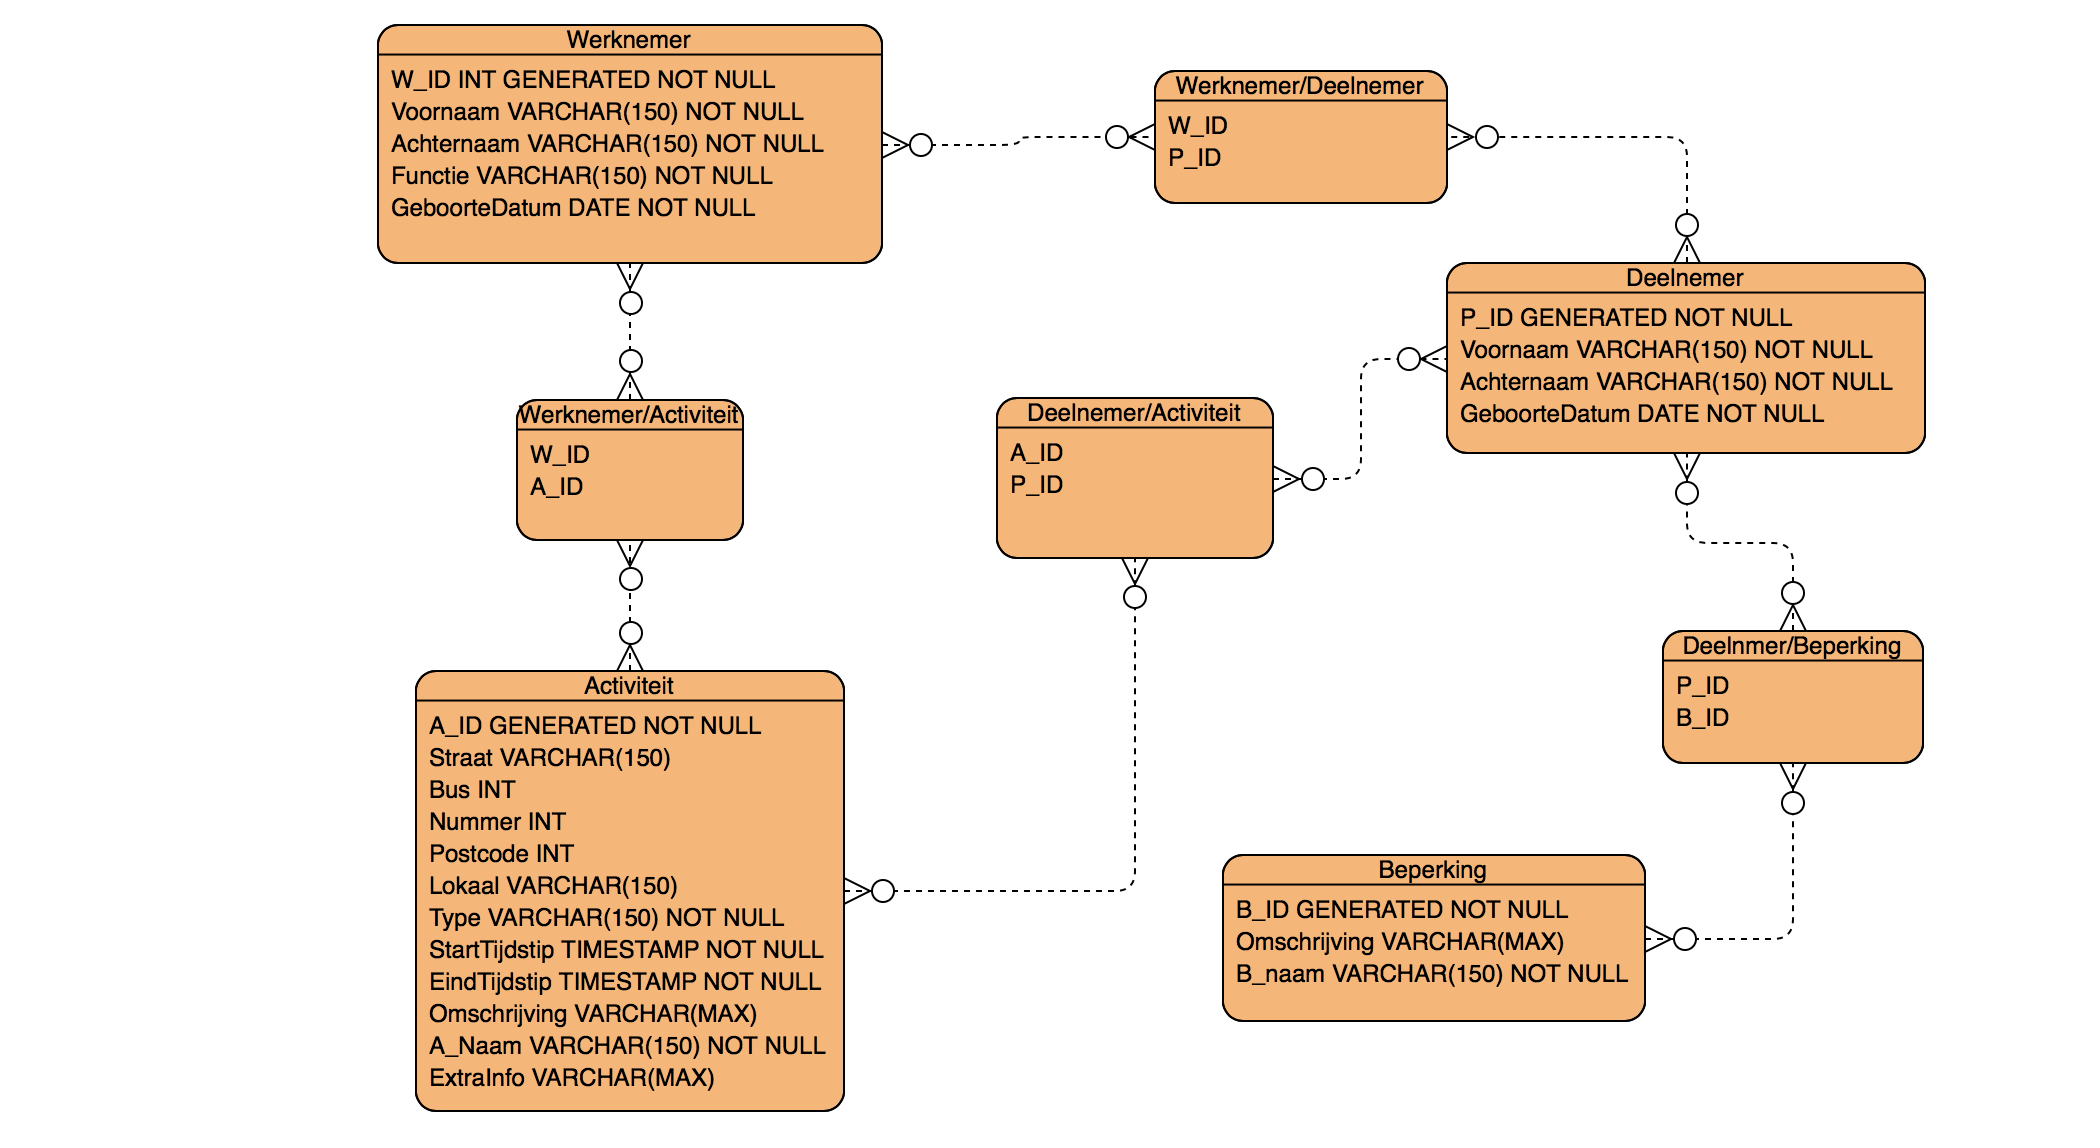 Werknemer
W_ID INT GENERATED NOT NULL
Voornaam VARCHAR(150) NOT NULL
Achternaam VARCHAR(150) NOT NULL
Functie VARCHAR(150) NOT NULL
GeboorteDatum DATE NOT NULL
Werknemer/Deelnemer
W_ID
P_ID
Deelnemer
P_ID GENERATED NOT NULL
Voornaam VARCHAR(150) NOT NULL
Achternaam VARCHAR(150) NOT NULL
GeboorteDatum DATE NOT NULL
Werknemer/Activiteit
W_ID
A_ID
Deelnemer/Activiteit
A_ID
P_ID
Deelnmer/Beperking
P_ID
B_ID
Activiteit
A_ID GENERATED NOT NULL
Straat VARCHAR(150)
Bus INT
Nummer INT
Postcode INT
Lokaal VARCHAR(150)
Type VARCHAR(150) NOT NULL
StartTijdstip TIMESTAMP NOT NULL
EindTijdstip TIMESTAMP NOT NULL
Omschrijving VARCHAR(MAX)
A_Naam VARCHAR(150) NOT NULL
ExtraInfo VARCHAR(MAX)
Beperking
B_ID GENERATED NOT NULL
Omschrijving VARCHAR(MAX)
B_naam VARCHAR(150) NOT NULL